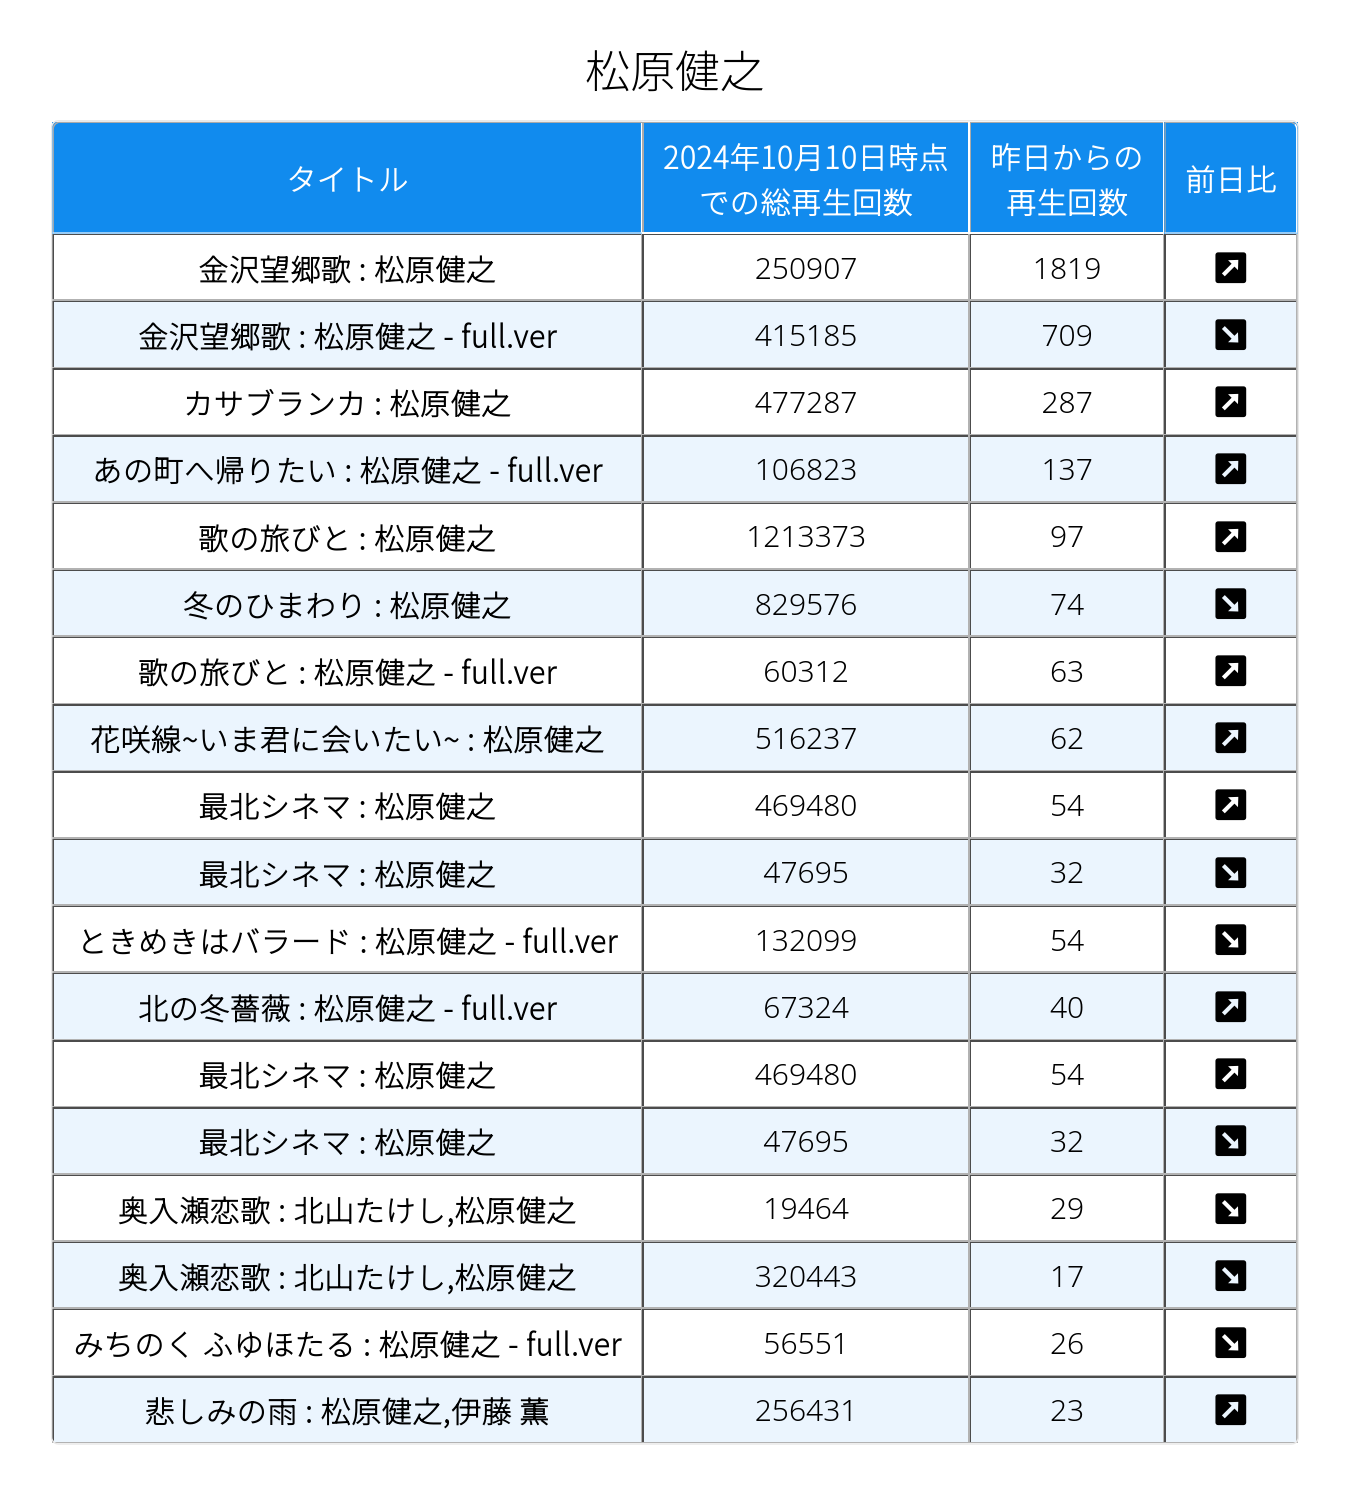 松原健之
タイトル 2024年10月10日時点での総再生回数 昨日からの再生回数 前日比
金沢望郷歌 : 松原健之 250907 1819 ↗
金沢望郷歌 : 松原健之 - full.ver 415185 709 ↘
カサブランカ : 松原健之 477287 287 ↗
あの町へ帰りたい : 松原健之 - full.ver 106823 137 ↗
歌の旅びと : 松原健之 1213373 97 ↗
冬のひまわり : 松原健之 829576 74 ↘
歌の旅びと : 松原健之 - full.ver 60312 63 ↗
花咲線~いま君に会いたい~ : 松原健之 516237 62 ↗
最北シネマ : 松原健之 469480 54 ↗
最北シネマ : 松原健之 47695 32 ↘
ときめきはバラード : 松原健之 - full.ver 132099 54 ↘
北の冬薔薇 : 松原健之 - full.ver 67324 40 ↗
最北シネマ : 松原健之 469480 54 ↗
最北シネマ : 松原健之 47695 32 ↘
奥入瀬恋歌 : 北山たけし,松原健之 19464 29 ↘
奥入瀬恋歌 : 北山たけし,松原健之 320443 17 ↘
みちのく ふゆほたる : 松原健之 - full.ver 56551 26 ↘
悲しみの雨 : 松原健之,伊藤 薫 256431 23 ↗